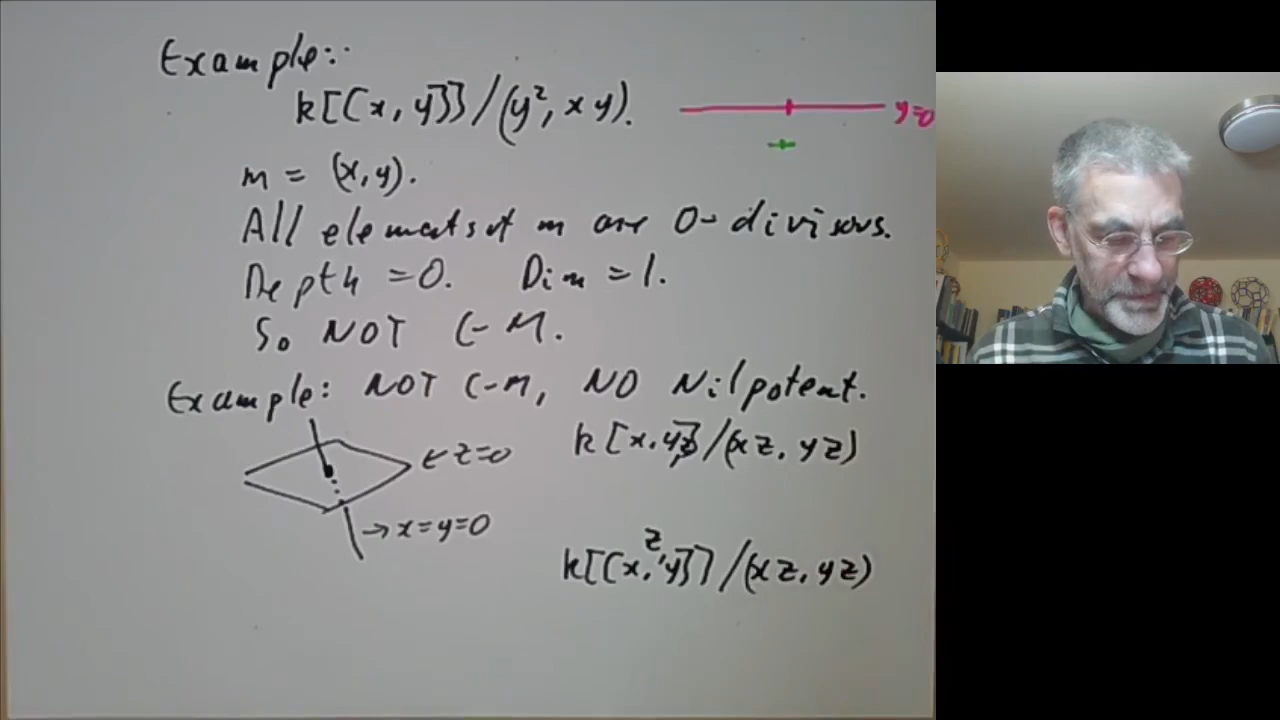 Example:
k[[x, y]]/(y², xy).
y=0
m = (x, y).
All elements of m are 0-divisors.
Depth = 0. Dim = 1.
So NOT C-M.
Example: NOT C-M, NO Nilpotent.
← z=0
k[x, y, z]/(xz, yz)
→ x=y=0
k[[x, z, y]]/(xz, yz)